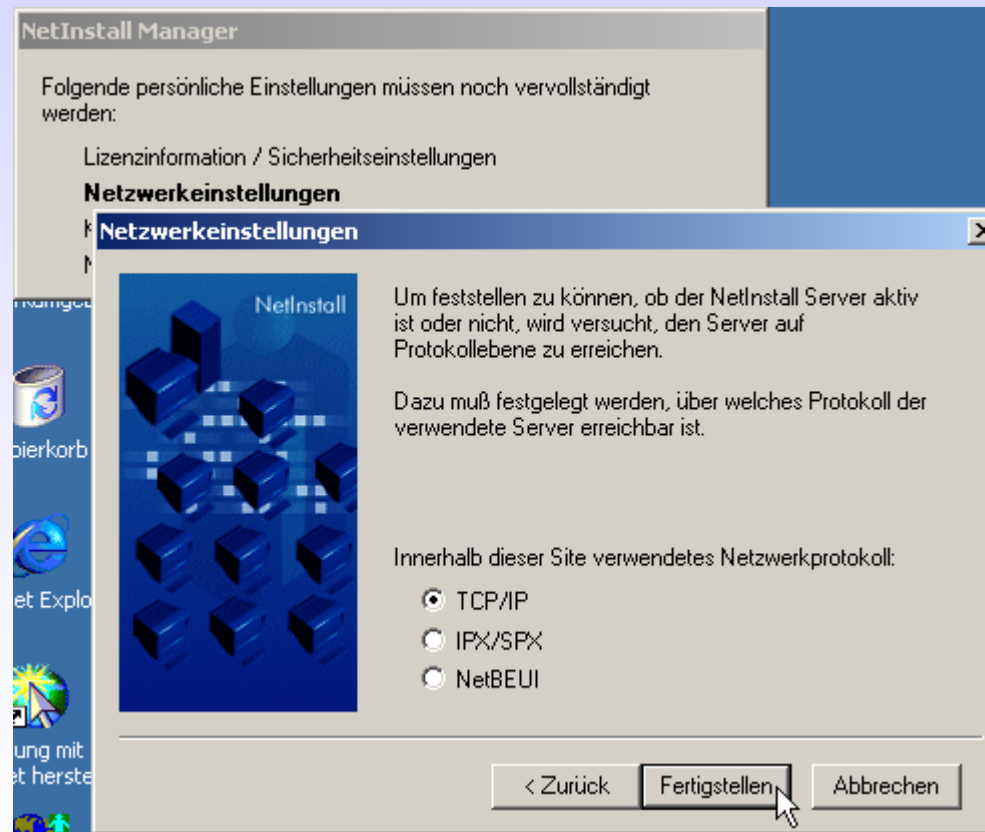 NetInstall Manager
Folgende persönliche Einstellungen müssen noch vervollständigt
werden:
Lizenzinformation / Sicherheitseinstellungen
Netzwerkeinstellungen
Netzwerkeinstellungen
NetInstall
Um feststellen zu können, ob der NetInstall Server aktiv
ist oder nicht, wird versucht, den Server auf
Protokollebene zu erreichen.
Dazu muß festgelegt werden, über welches Protokoll der
verwendete Server erreichbar ist.
Innerhalb dieser Site verwendetes Netzwerkprotokoll:
TCP/IP
IPX/SPX
NetBEUI
< Zurück
Fertigstellen
Abbrechen
pierkorb
et Explo
ung mit
et herste